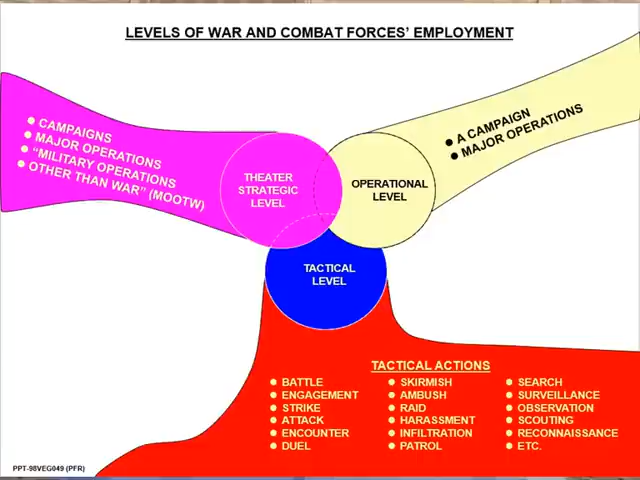 LEVELS OF WAR AND COMBAT FORCES' EMPLOYMENT
CAMPAIGNS
MAJOR OPERATIONS
"MILITARY OPERATIONS
OTHER THAN WAR" (MOOTW)
THEATER
STRATEGIC
LEVEL
OPERATIONAL
LEVEL
A CAMPAIGN
MAJOR OPERATIONS
TACTICAL
LEVEL
TACTICAL ACTIONS
BATTLE
ENGAGEMENT
STRIKE
ATTACK
ENCOUNTER
DUEL
SKIRMISH
AMBUSH
RAID
HARASSMENT
INFILTRATION
PATROL
SEARCH
SURVEILLANCE
OBSERVATION
SCOUTING
RECONNAISSANCE
ETC.
PPT-98VEG049 (PFR)